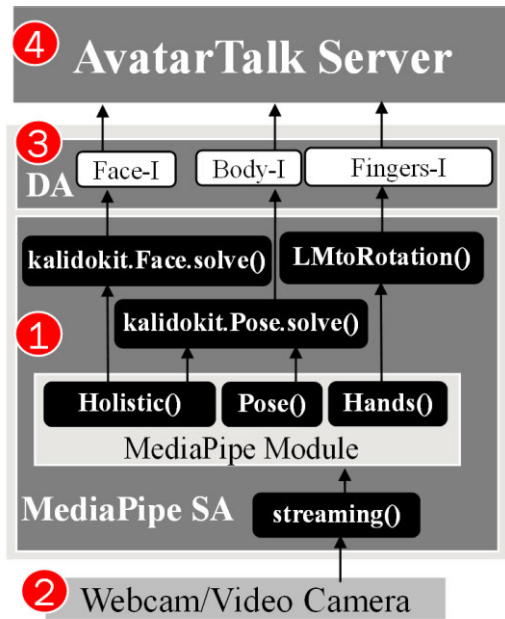 4
AvatarTalk Server
3
DA
Face-I
Body-I
Fingers-I
kalidokit.Face.solve()
LMtoRotation()
1
kalidokit.Pose.solve()
Holistic()
Pose()
Hands()
MediaPipe Module
MediaPipe SA
streaming()
2
Webcam/Video Camera